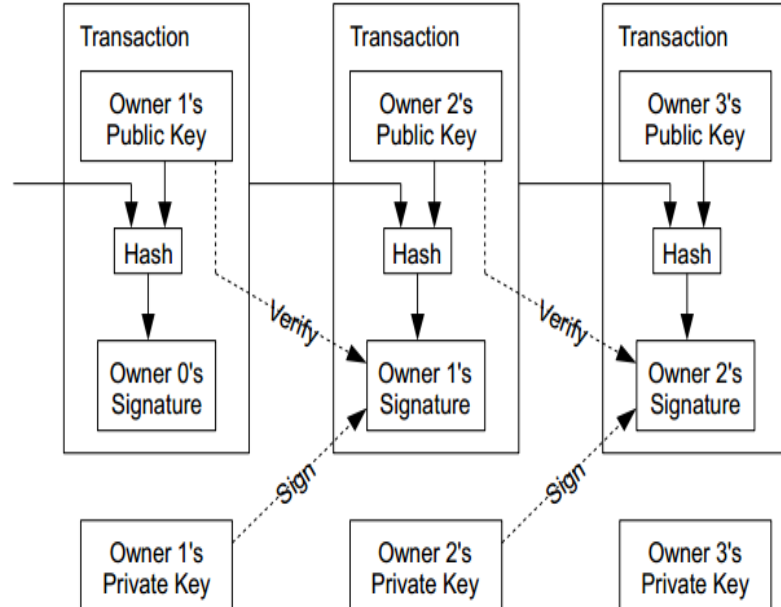 Transaction
Transaction
Transaction
Owner 1's
Public Key
Owner 2's
Public Key
Owner 3's
Public Key
Hash
Hash
Hash
Verify
Verify
Owner 0's
Signature
Owner 1's
Signature
Owner 2's
Signature
Sign
Sign
Owner 1's
Private Key
Owner 2's
Private Key
Owner 3's
Private Key